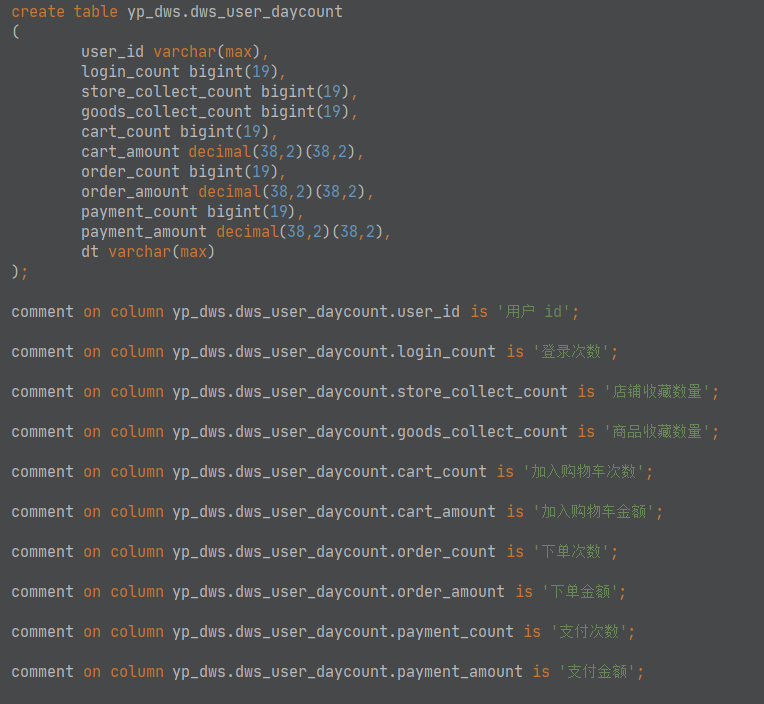 create table yp_dws.dws_user_daycount
(
user_id varchar(max),
login_count bigint(19),
store_collect_count bigint(19),
goods_collect_count bigint(19),
cart_count bigint(19),
cart_amount decimal(38,2)(38,2),
order_count bigint(19),
order_amount decimal(38,2)(38,2),
payment_count bigint(19),
payment_amount decimal(38,2)(38,2),
dt varchar(max)
);
comment on column yp_dws.dws_user_daycount.user_id is '用户 id';
comment on column yp_dws.dws_user_daycount.login_count is '登录次数';
comment on column yp_dws.dws_user_daycount.store_collect_count is '店铺收藏数量';
comment on column yp_dws.dws_user_daycount.goods_collect_count is '商品收藏数量';
comment on column yp_dws.dws_user_daycount.cart_count is '加入购物车次数';
comment on column yp_dws.dws_user_daycount.cart_amount is '加入购物车金额';
comment on column yp_dws.dws_user_daycount.order_count is '下单次数';
comment on column yp_dws.dws_user_daycount.order_amount is '下单金额';
comment on column yp_dws.dws_user_daycount.payment_count is '支付次数';
comment on column yp_dws.dws_user_daycount.payment_amount is '支付金额';